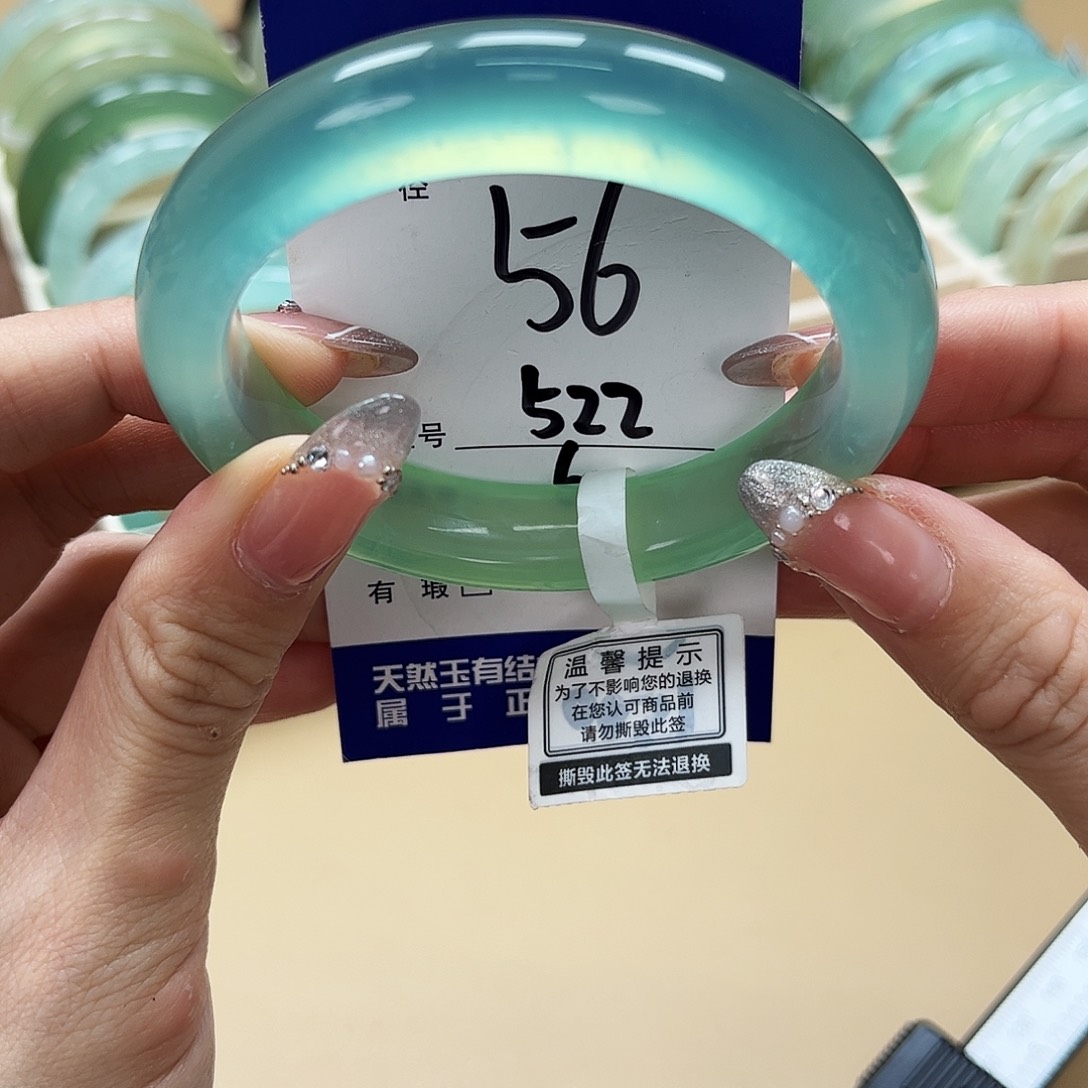 径
56
522
号
有 瑕
天然玉有结
属 于 正
温馨提示
为了不影响您的退换
在您认可商品前
请勿撕毁此签
撕毁此签无法退换